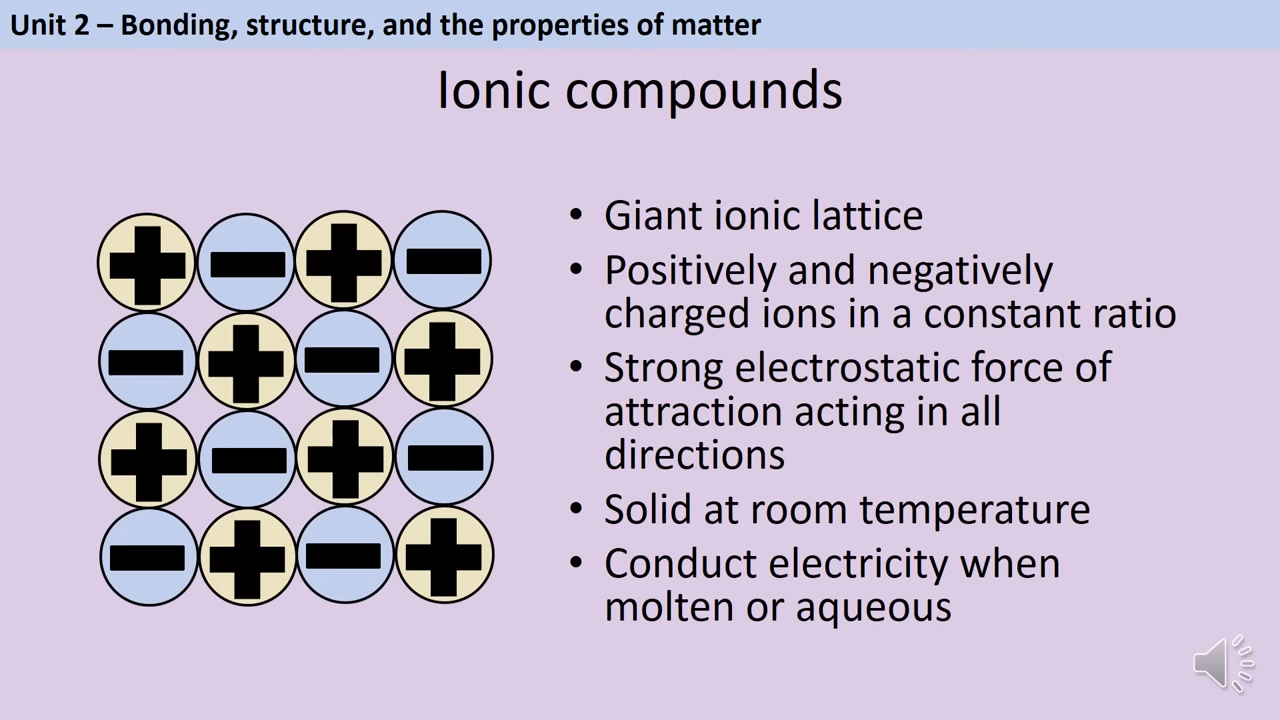 Unit 2 – Bonding, structure, and the properties of matter
Ionic compounds
• Giant ionic lattice
• Positively and negatively
charged ions in a constant ratio
• Strong electrostatic force of
attraction acting in all
directions
• Solid at room temperature
• Conduct electricity when
molten or aqueous